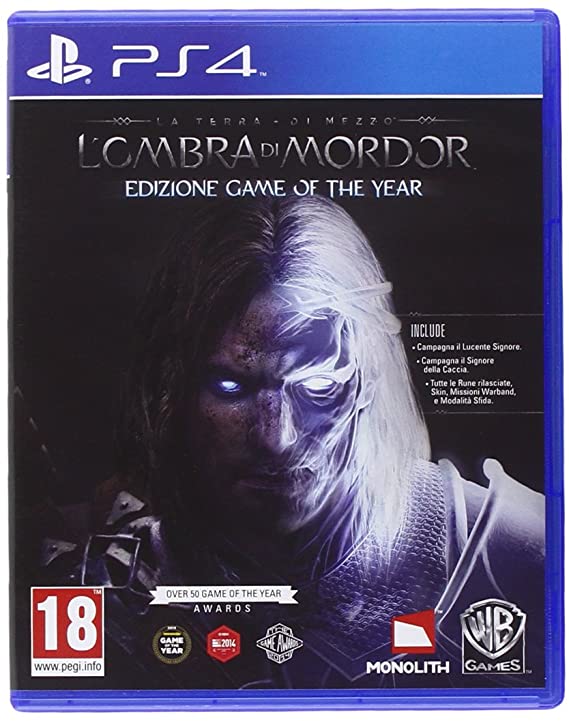 PS4™
LA TERRA - DI MEZZO
L'OMBRA DI MORDOR
EDIZIONE GAME OF THE YEAR
INCLUDE
• Campagna il Lucente Signore.
• Campagna il Signore
della Caccia.
• Tutte le Rune rilasciate,
Skin, Missioni Warband,
e Modalità Sfida.
OVER 50 GAME OF THE YEAR
AWARDS
18
www.pegi.info
GAME
OF THE
YEAR
2014
GAME AWARDS
MONOLITH
WB
GAMES